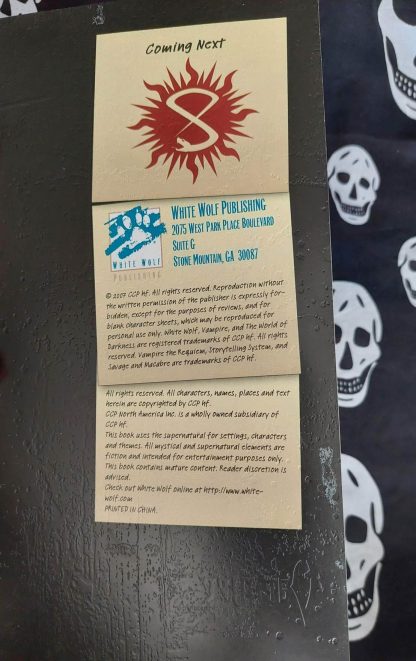 Coming Next
WHITE WOLF PUBLISHING
2075 WEST PARK PLACE BOULEVARD
SUITE G
STONE MOUNTAIN, GA 30087
WHITE WOLF
PUBLISHING
© 2007 CCP hf. All rights reserved. Reproduction without
the written permission of the publisher is expressly for-
bidden, except for the purposes of reviews, and for
blank character sheets, which may be reproduced for
personal use only. White Wolf, Vampire, and The World of
Darkness are registered trademarks of CCP hf. All rights
reserved. Vampire the Requiem, Storytelling System, and
Savage and Macabre are trademarks of CCP hf.
All rights reserved. All characters, names, places and text
herein are copyrighted by CCP hf.
CCP North America Inc. is a wholly owned subsidiary of
CCP hf.
This book uses the supernatural for settings, characters
and themes. All mystical and supernatural elements are
fiction and intended for entertainment purposes only.
This book contains mature content. Reader discretion is
advised.
Check out White Wolf online at http://www.white-
wolf.com
PRINTED IN CHINA.